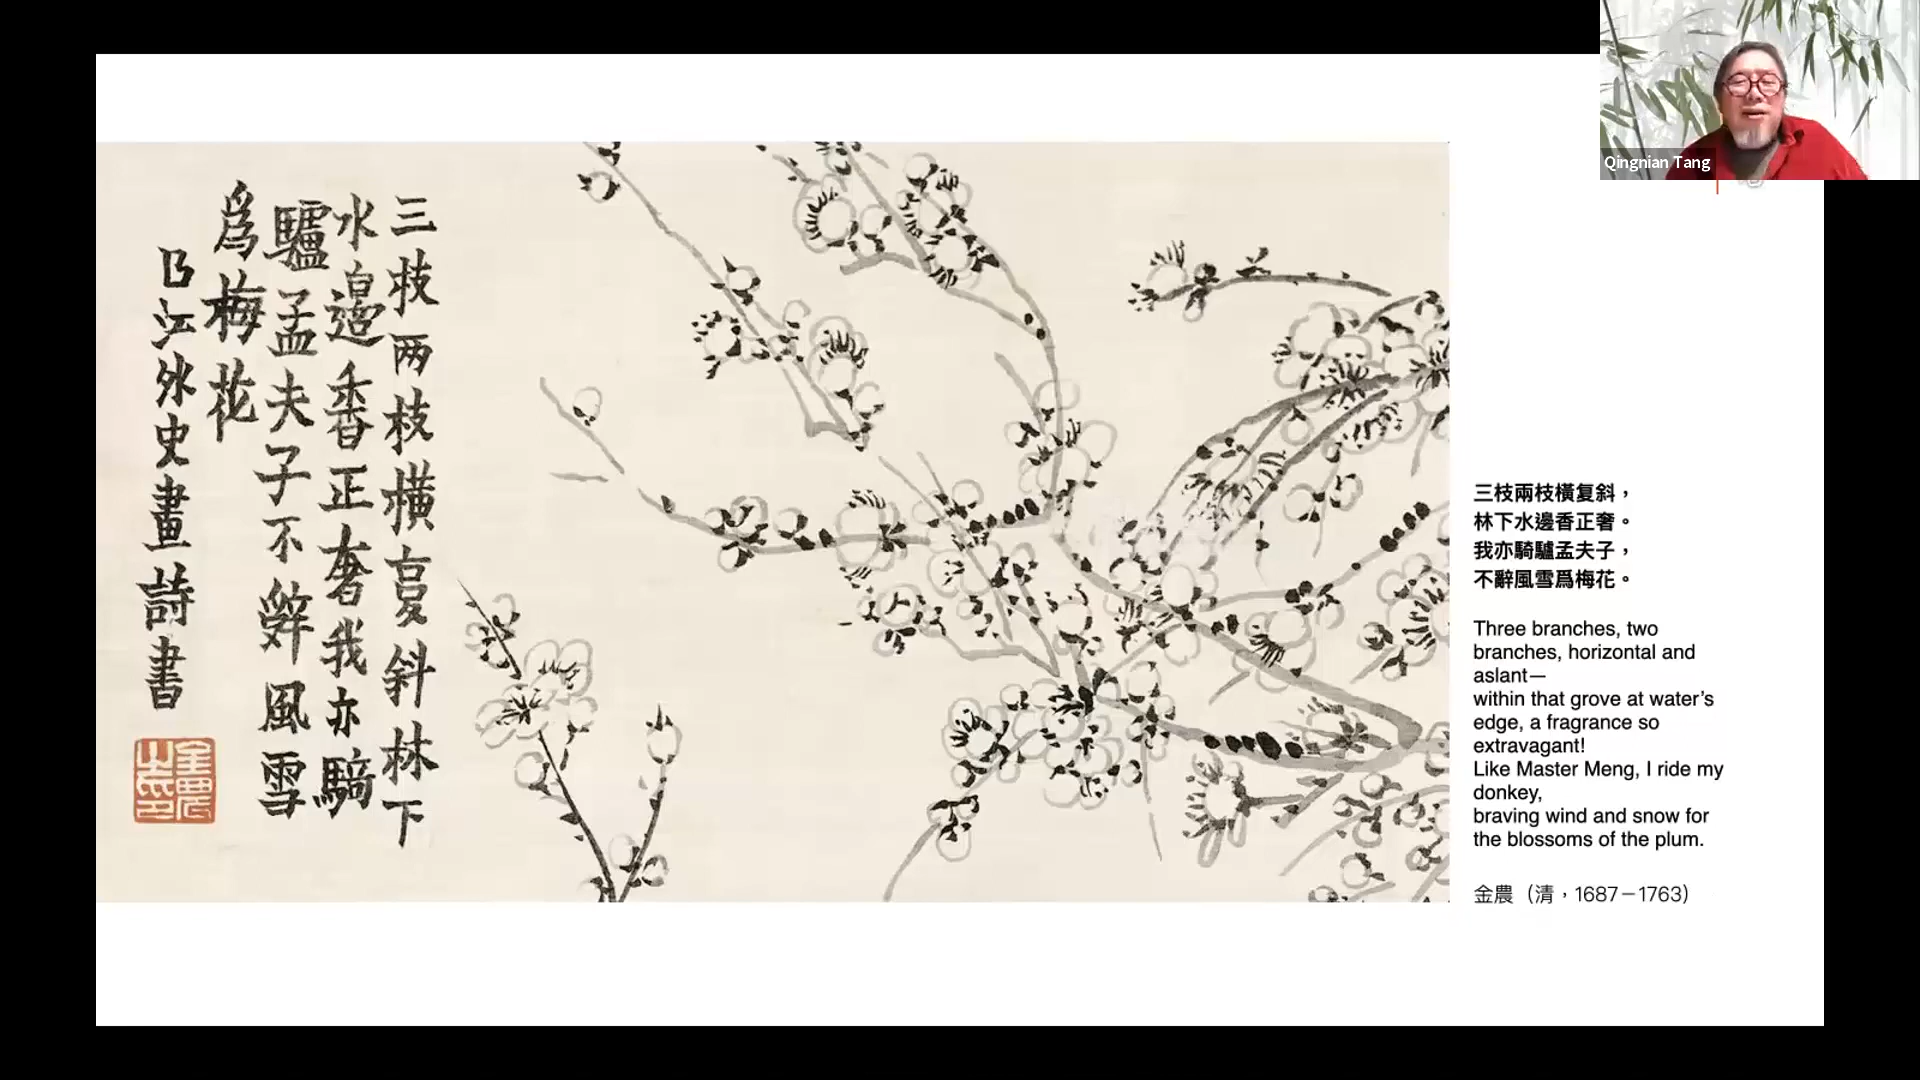 三枝两枝橫敻斜林下
水邉香正奢我亦騎
驢孟夫子不辤風雪
爲梅花
乃江外史畫詩書
Qingnian Tang
三枝兩枝橫复斜，
林下水邊香正奢。
我亦騎驢孟夫子，
不辭風雪爲梅花。
Three branches, two
branches, horizontal and
aslant—
within that grove at water’s
edge, a fragrance so
extravagant!
Like Master Meng, I ride my
donkey,
braving wind and snow for
the blossoms of the plum.
金農（清，1687－1763）